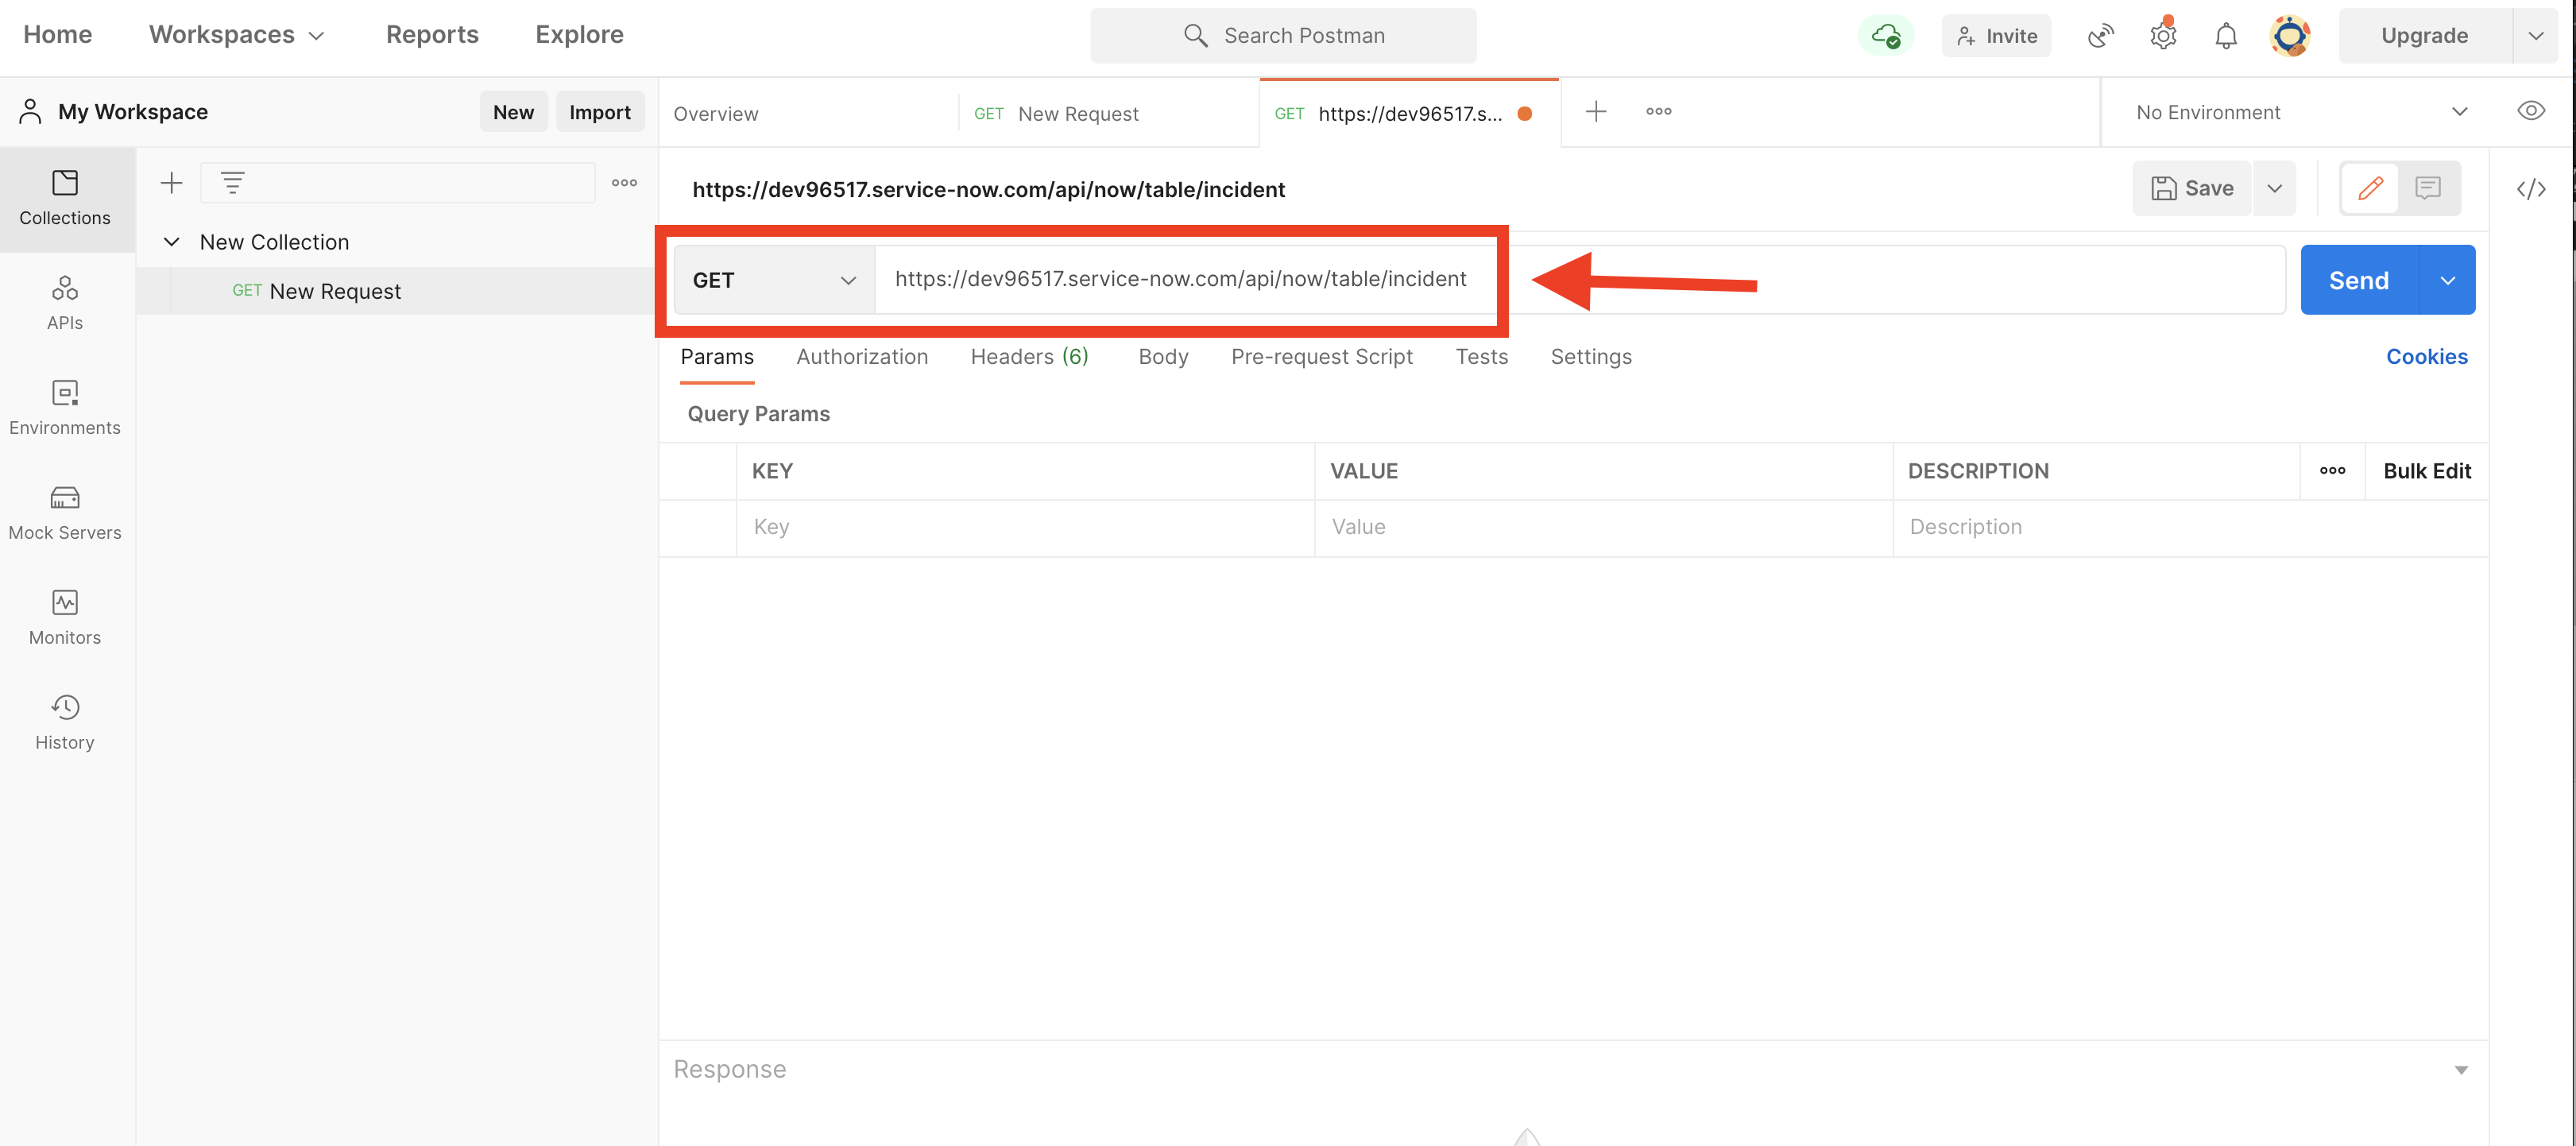 Home Workspaces Reports Explore Search Postman Invite Upgrade
My Workspace New Import Overview GET New Request GET https://dev96517.s... No Environment
Collections
https://dev96517.service-now.com/api/now/table/incident Save
New Collection
GET New Request
GET https://dev96517.service-now.com/api/now/table/incident Send
APIs
Params Authorization Headers (6) Body Pre-request Script Tests Settings Cookies
Environments
Query Params
KEY VALUE DESCRIPTION Bulk Edit
Key Value Description
Mock Servers
Monitors
History
Response